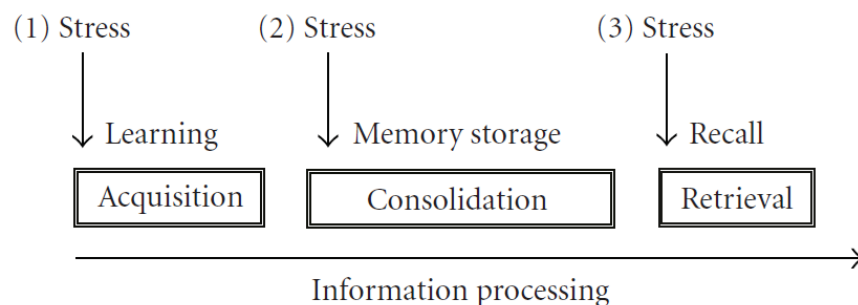 (1) Stress (2) Stress (3) Stress
Learning Memory storage Recall
Acquisition Consolidation Retrieval
Information processing